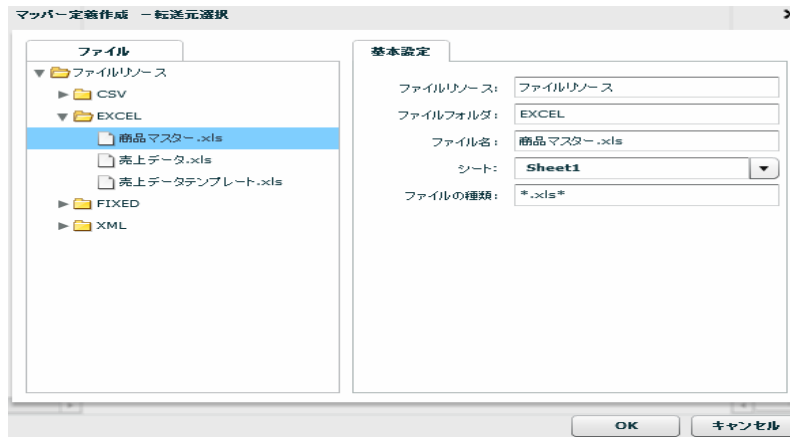 マッパー定義作成 －転送元選択
ファイル
ファイルリソース
CSV
EXCEL
商品マスター.xls
売上データ.xls
売上データテンプレート.xls
FIXED
XML
基本設定
ファイルリソース: ファイルリソース
ファイルフォルダ: EXCEL
ファイル名: 商品マスター.xls
シート: Sheet1
ファイルの種類: *.xls*
OK キャンセル